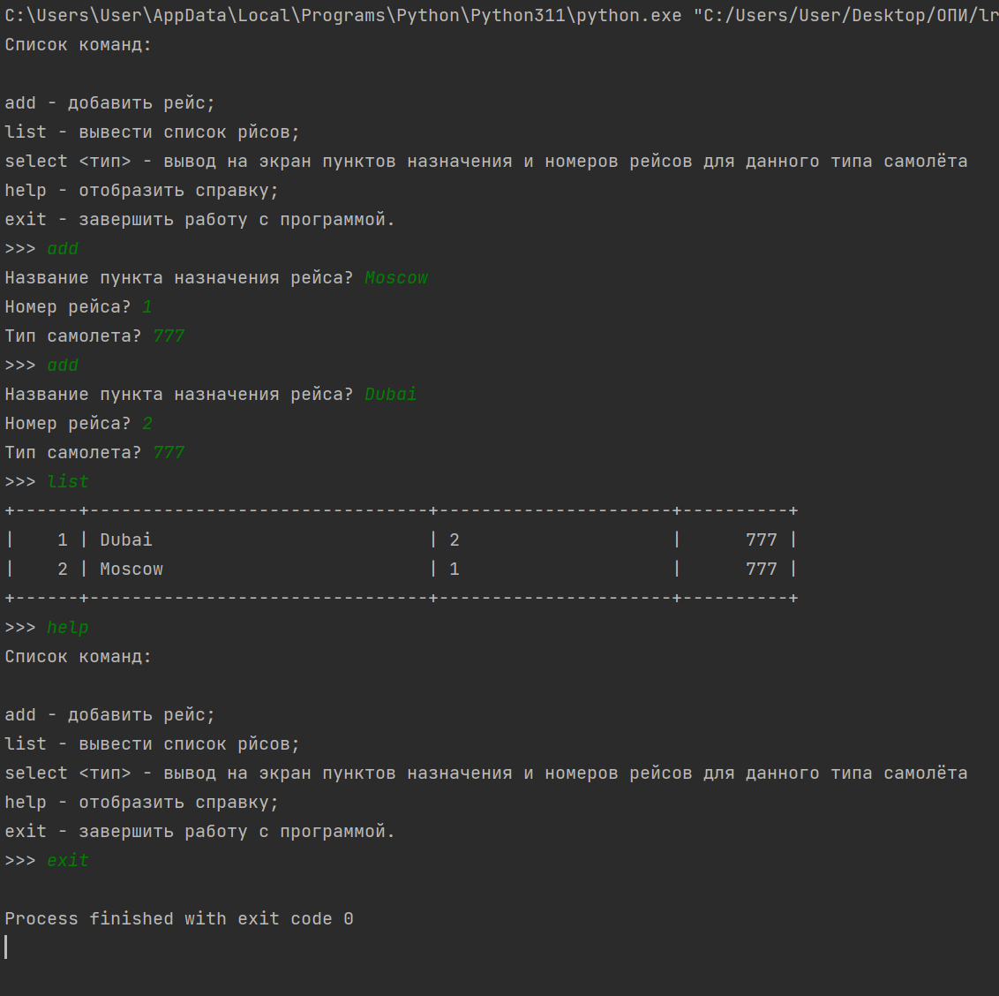 C:\Users\User\AppData\Local\Programs\Python\Python311\python.exe "C:/Users/User/Desktop/ОПИ/lr
Список команд:
add - добавить рейс;
list - вывести список рйсов;
select <тип> - вывод на экран пунктов назначения и номеров рейсов для данного типа самолёта
help - отобразить справку;
exit - завершить работу с программой.
>>> add
Название пункта назначения рейса? Moscow
Номер рейса? 1
Тип самолета? 777
>>> add
Название пункта назначения рейса? Dubai
Номер рейса? 2
Тип самолета? 777
>>> list
+------+--------------------------------+----------------------+----------+
|    1 | Dubai                          | 2                    |      777 |
|    2 | Moscow                         | 1                    |      777 |
+------+--------------------------------+----------------------+----------+
>>> help
Список команд:
add - добавить рейс;
list - вывести список рйсов;
select <тип> - вывод на экран пунктов назначения и номеров рейсов для данного типа самолёта
help - отобразить справку;
exit - завершить работу с программой.
>>> exit
Process finished with exit code 0